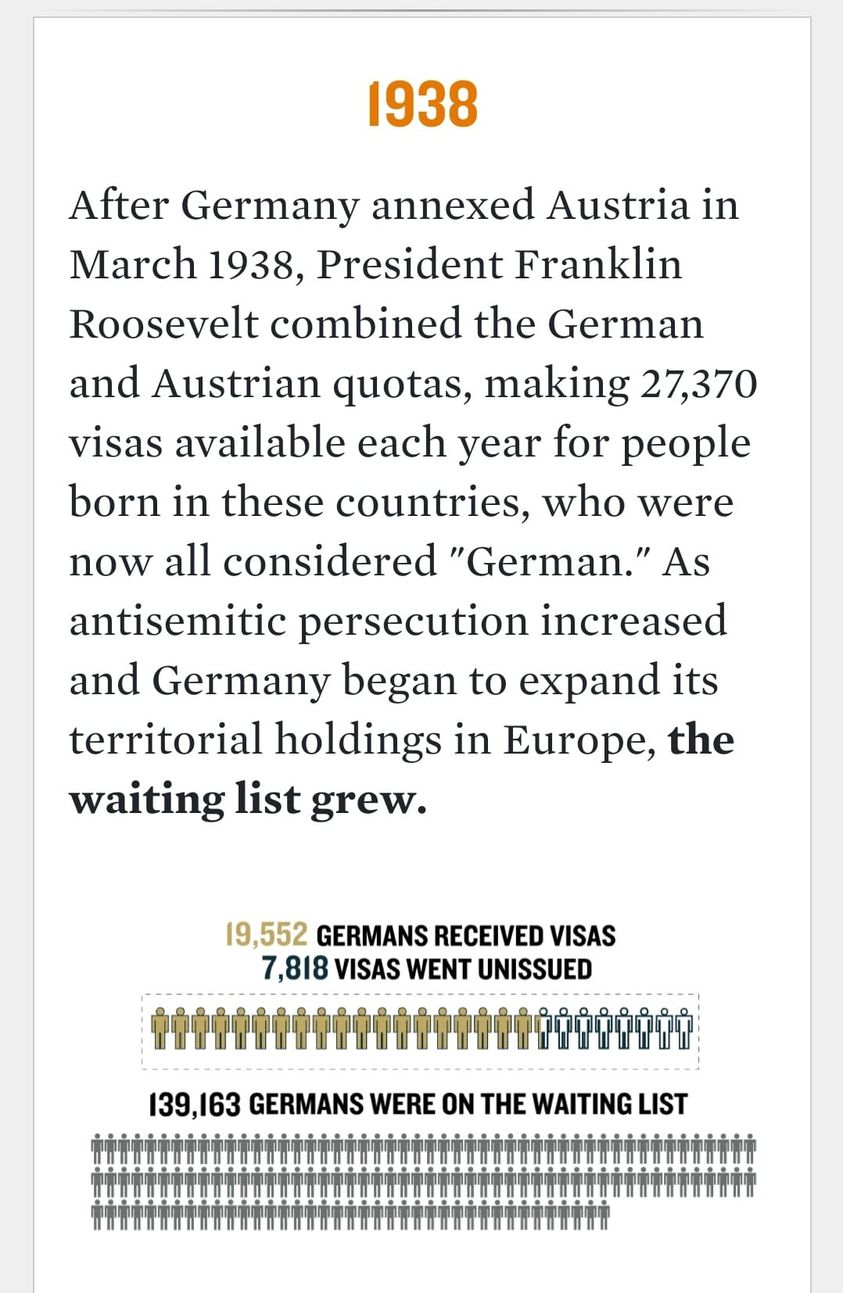 1938
After Germany annexed Austria in
March 1938, President Franklin
Roosevelt combined the German
and Austrian quotas, making 27,370
visas available each year for people
born in these countries, who were
now all considered "German." As
antisemitic persecution increased
and Germany began to expand its
territorial holdings in Europe, the
waiting list grew.
19,552 GERMANS RECEIVED VISAS
7,818 VISAS WENT UNISSUED
139,163 GERMANS WERE ON THE WAITING LIST